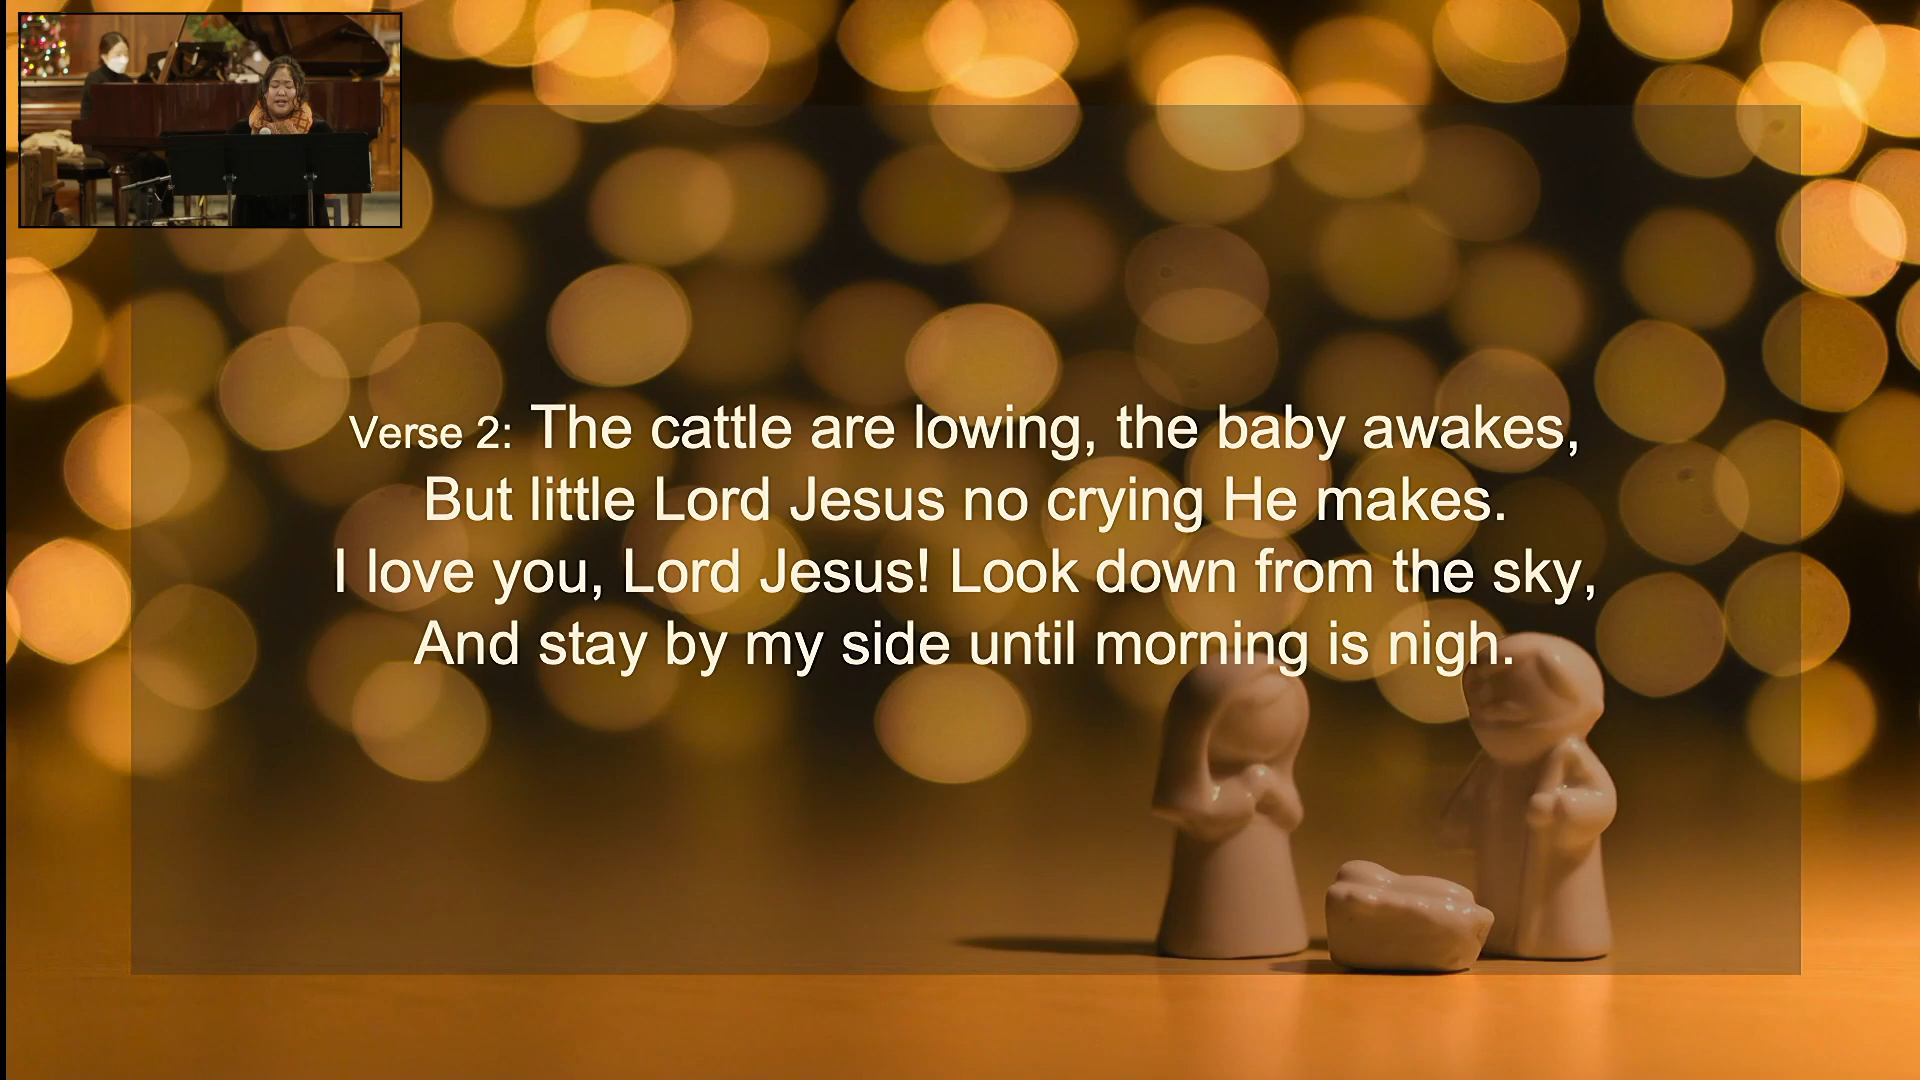 Verse 2: The cattle are lowing, the baby awakes,
But little Lord Jesus no crying He makes.
I love you, Lord Jesus! Look down from the sky,
And stay by my side until morning is nigh.